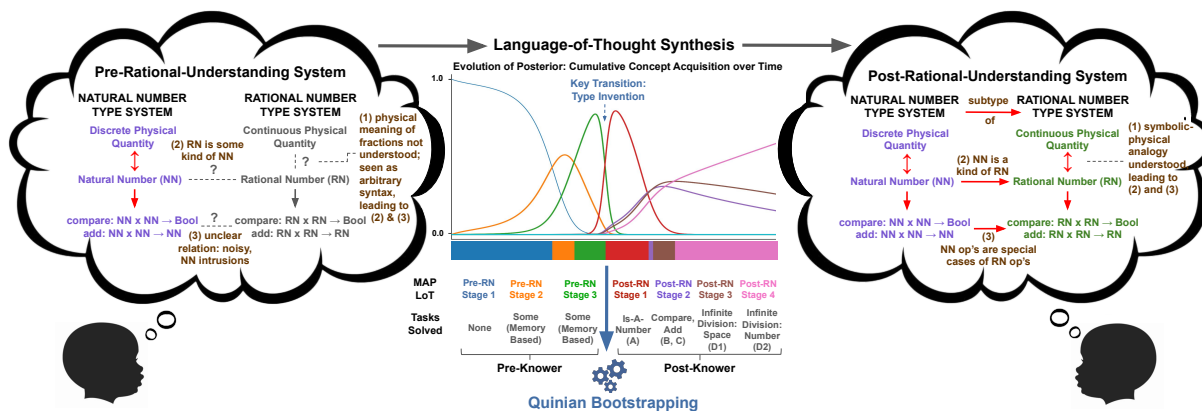 Language-of-Thought Synthesis
Pre-Rational-Understanding System
NATURAL NUMBER
TYPE SYSTEM
RATIONAL NUMBER
TYPE SYSTEM
Discrete Physical
Quantity
Continuous Physical
Quantity
(1) physical
meaning of
fractions not
understood;
seen as
arbitrary
syntax,
leading to
(2) & (3)
(2) RN is some
kind of NN
?
?
Natural Number (NN)
Rational Number (RN)
?
compare: NN x NN → Bool
add: NN x NN → NN
compare: RN x RN → Bool
add: RN x RN → RN
(3) unclear
relation: noisy,
NN intrusions
Evolution of Posterior: Cumulative Concept Acquisition over Time
1.0
0.0
Key Transition:
Type Invention
MAP
LoT
Pre-RN
Stage 1
Pre-RN
Stage 2
Pre-RN
Stage 3
Post-RN
Stage 1
Post-RN
Stage 2
Post-RN
Stage 3
Post-RN
Stage 4
Tasks
Solved
None
Some
(Memory
Based)
Some
(Memory
Based)
Is-A-
Number
(A)
Compare,
Add
(B, C)
Infinite
Division:
Space
(D1)
Infinite
Division:
Number
(D2)
Pre-Knower
Post-Knower
Quinian Bootstrapping
Post-Rational-Understanding System
NATURAL NUMBER
TYPE SYSTEM
subtype
of
RATIONAL NUMBER
TYPE SYSTEM
Discrete Physical
Quantity
Continuous Physical
Quantity
(1) symbolic-
physical
analogy
understood
leading to
(2) and (3)
(2) NN is a
kind of RN
Natural Number (NN)
Rational Number (RN)
compare: NN x NN → Bool
add: NN x NN → NN
compare: RN x RN → Bool
add: RN x RN → RN
(3)
NN op's are special
cases of RN op's